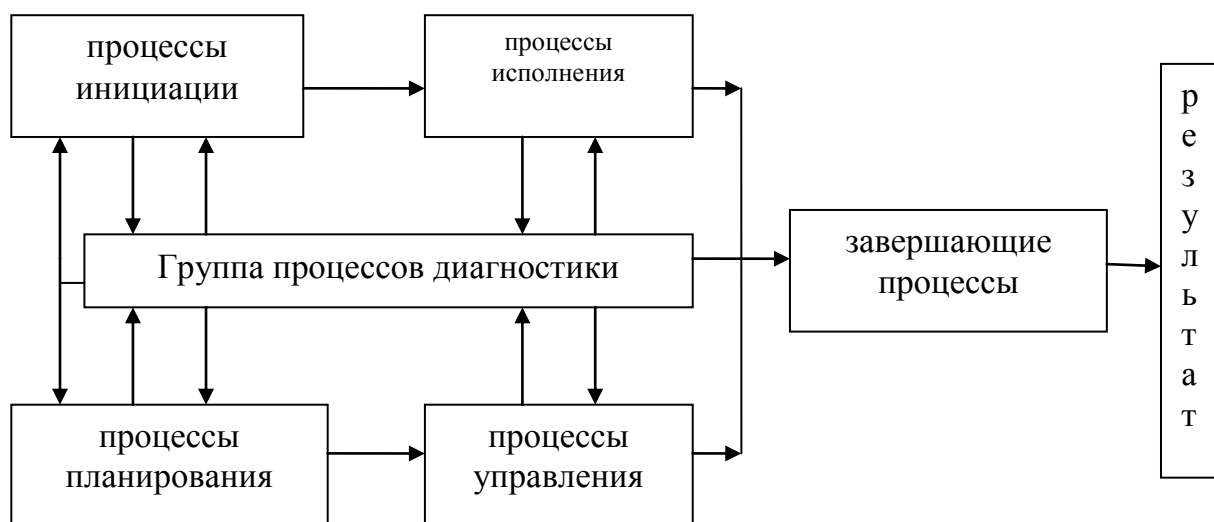 процессы
инициации
процессы
исполнения
Группа процессов диагностики
процессы
планирования
процессы
управления
завершающие
процессы
р
е
з
у
л
ь
т
а
т